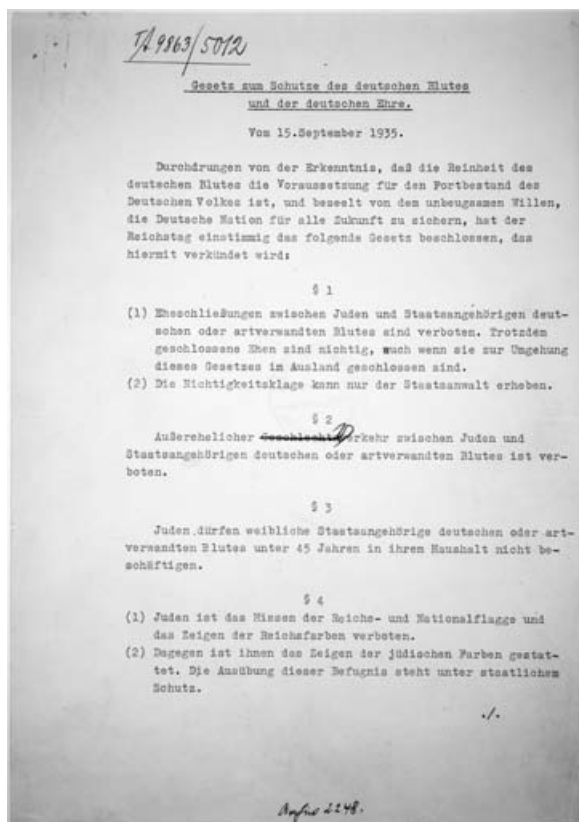 I A 9863/5012
Gesetz zum Schutze des deutschen Blutes
und der deutschen Ehre.
Vom 15.September 1935.
Durchdrungen von der Erkenntnis, daß die Reinheit des
deutschen Blutes die Voraussetzung für den Fortbestand des
Deutschen Volkes ist, und beseelt von dem unbeugsamen Willen,
die Deutsche Nation für alle Zukunft zu sichern, hat der
Reichstag einstimmig das folgende Gesetz beschlossen, das
hiermit verkündet wird:
§ 1
(1) Eheschließungen zwischen Juden und Staatsangehörigen deut-
schen oder artverwandten Blutes sind verboten. Trotzdem
geschlossene Ehen sind nichtig, auch wenn sie zur Umgehung
dieses Gesetzes im Ausland geschlossen sind.
(2) Die Nichtigkeitsklage kann nur der Staatsanwalt erheben.
§ 2
Außerehelicher Geschlechts Verkehr zwischen Juden und
Staatsangehörigen deutschen oder artverwandten Blutes ist ver-
boten.
§ 3
Juden dürfen weibliche Staatsangehörige deutschen oder art-
verwandten Blutes unter 45 Jahren in ihrem Haushalt nicht be-
schäftigen.
§ 4
(1) Juden ist das Hissen der Reichs- und Nationalflagge und
das Zeigen der Reichsfarben verboten.
(2) Dagegen ist ihnen das Zeigen der jüdischen Farben gestat-
tet. Die Ausübung dieser Befugnis steht unter staatlichem
Schutz.
./.
2248.